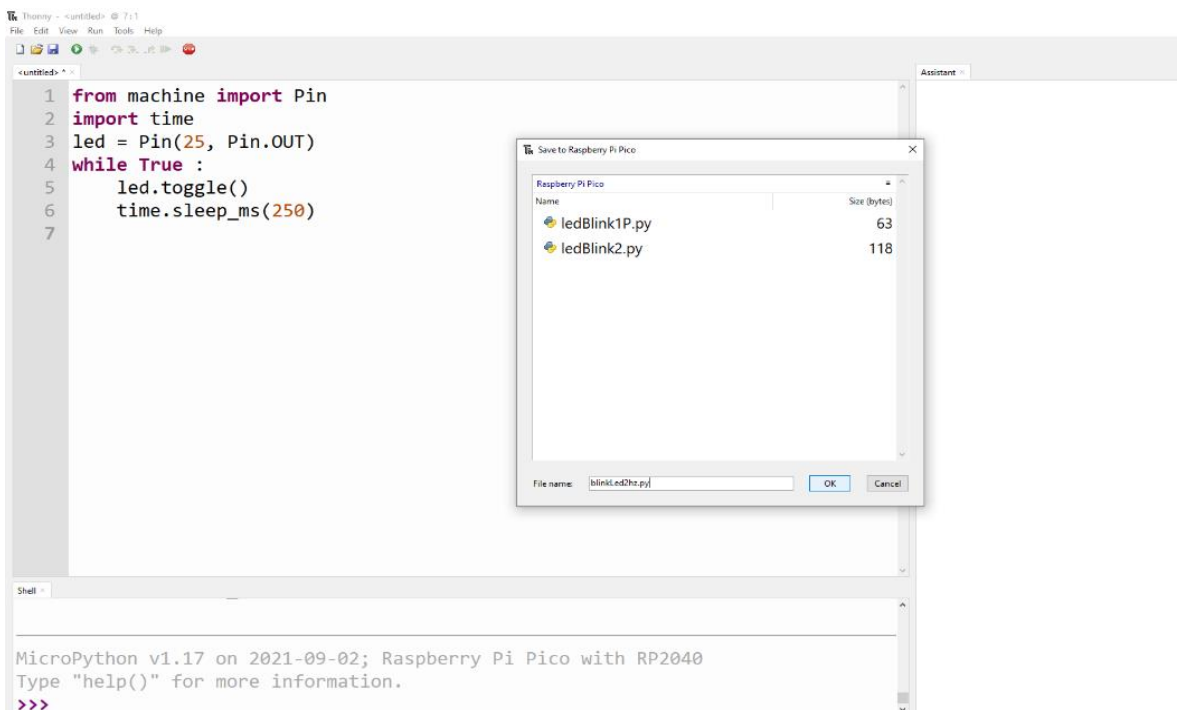 Thonny - <untitled> @ 7:1
File Edit View Run Tools Help
<untitled> *
1 from machine import Pin
2 import time
3 led = Pin(25, Pin.OUT)
4 while True :
5 led.toggle()
6 time.sleep_ms(250)
7
Assistant
Save to Raspberry Pi Pico
Raspberry Pi Pico
Name Size (bytes)
ledBlink1P.py 63
ledBlink2.py 118
File name: blinkLed2hz.py
OK Cancel
Shell
MicroPython v1.17 on 2021-09-02; Raspberry Pi Pico with RP2040
Type "help()" for more information.
>>>